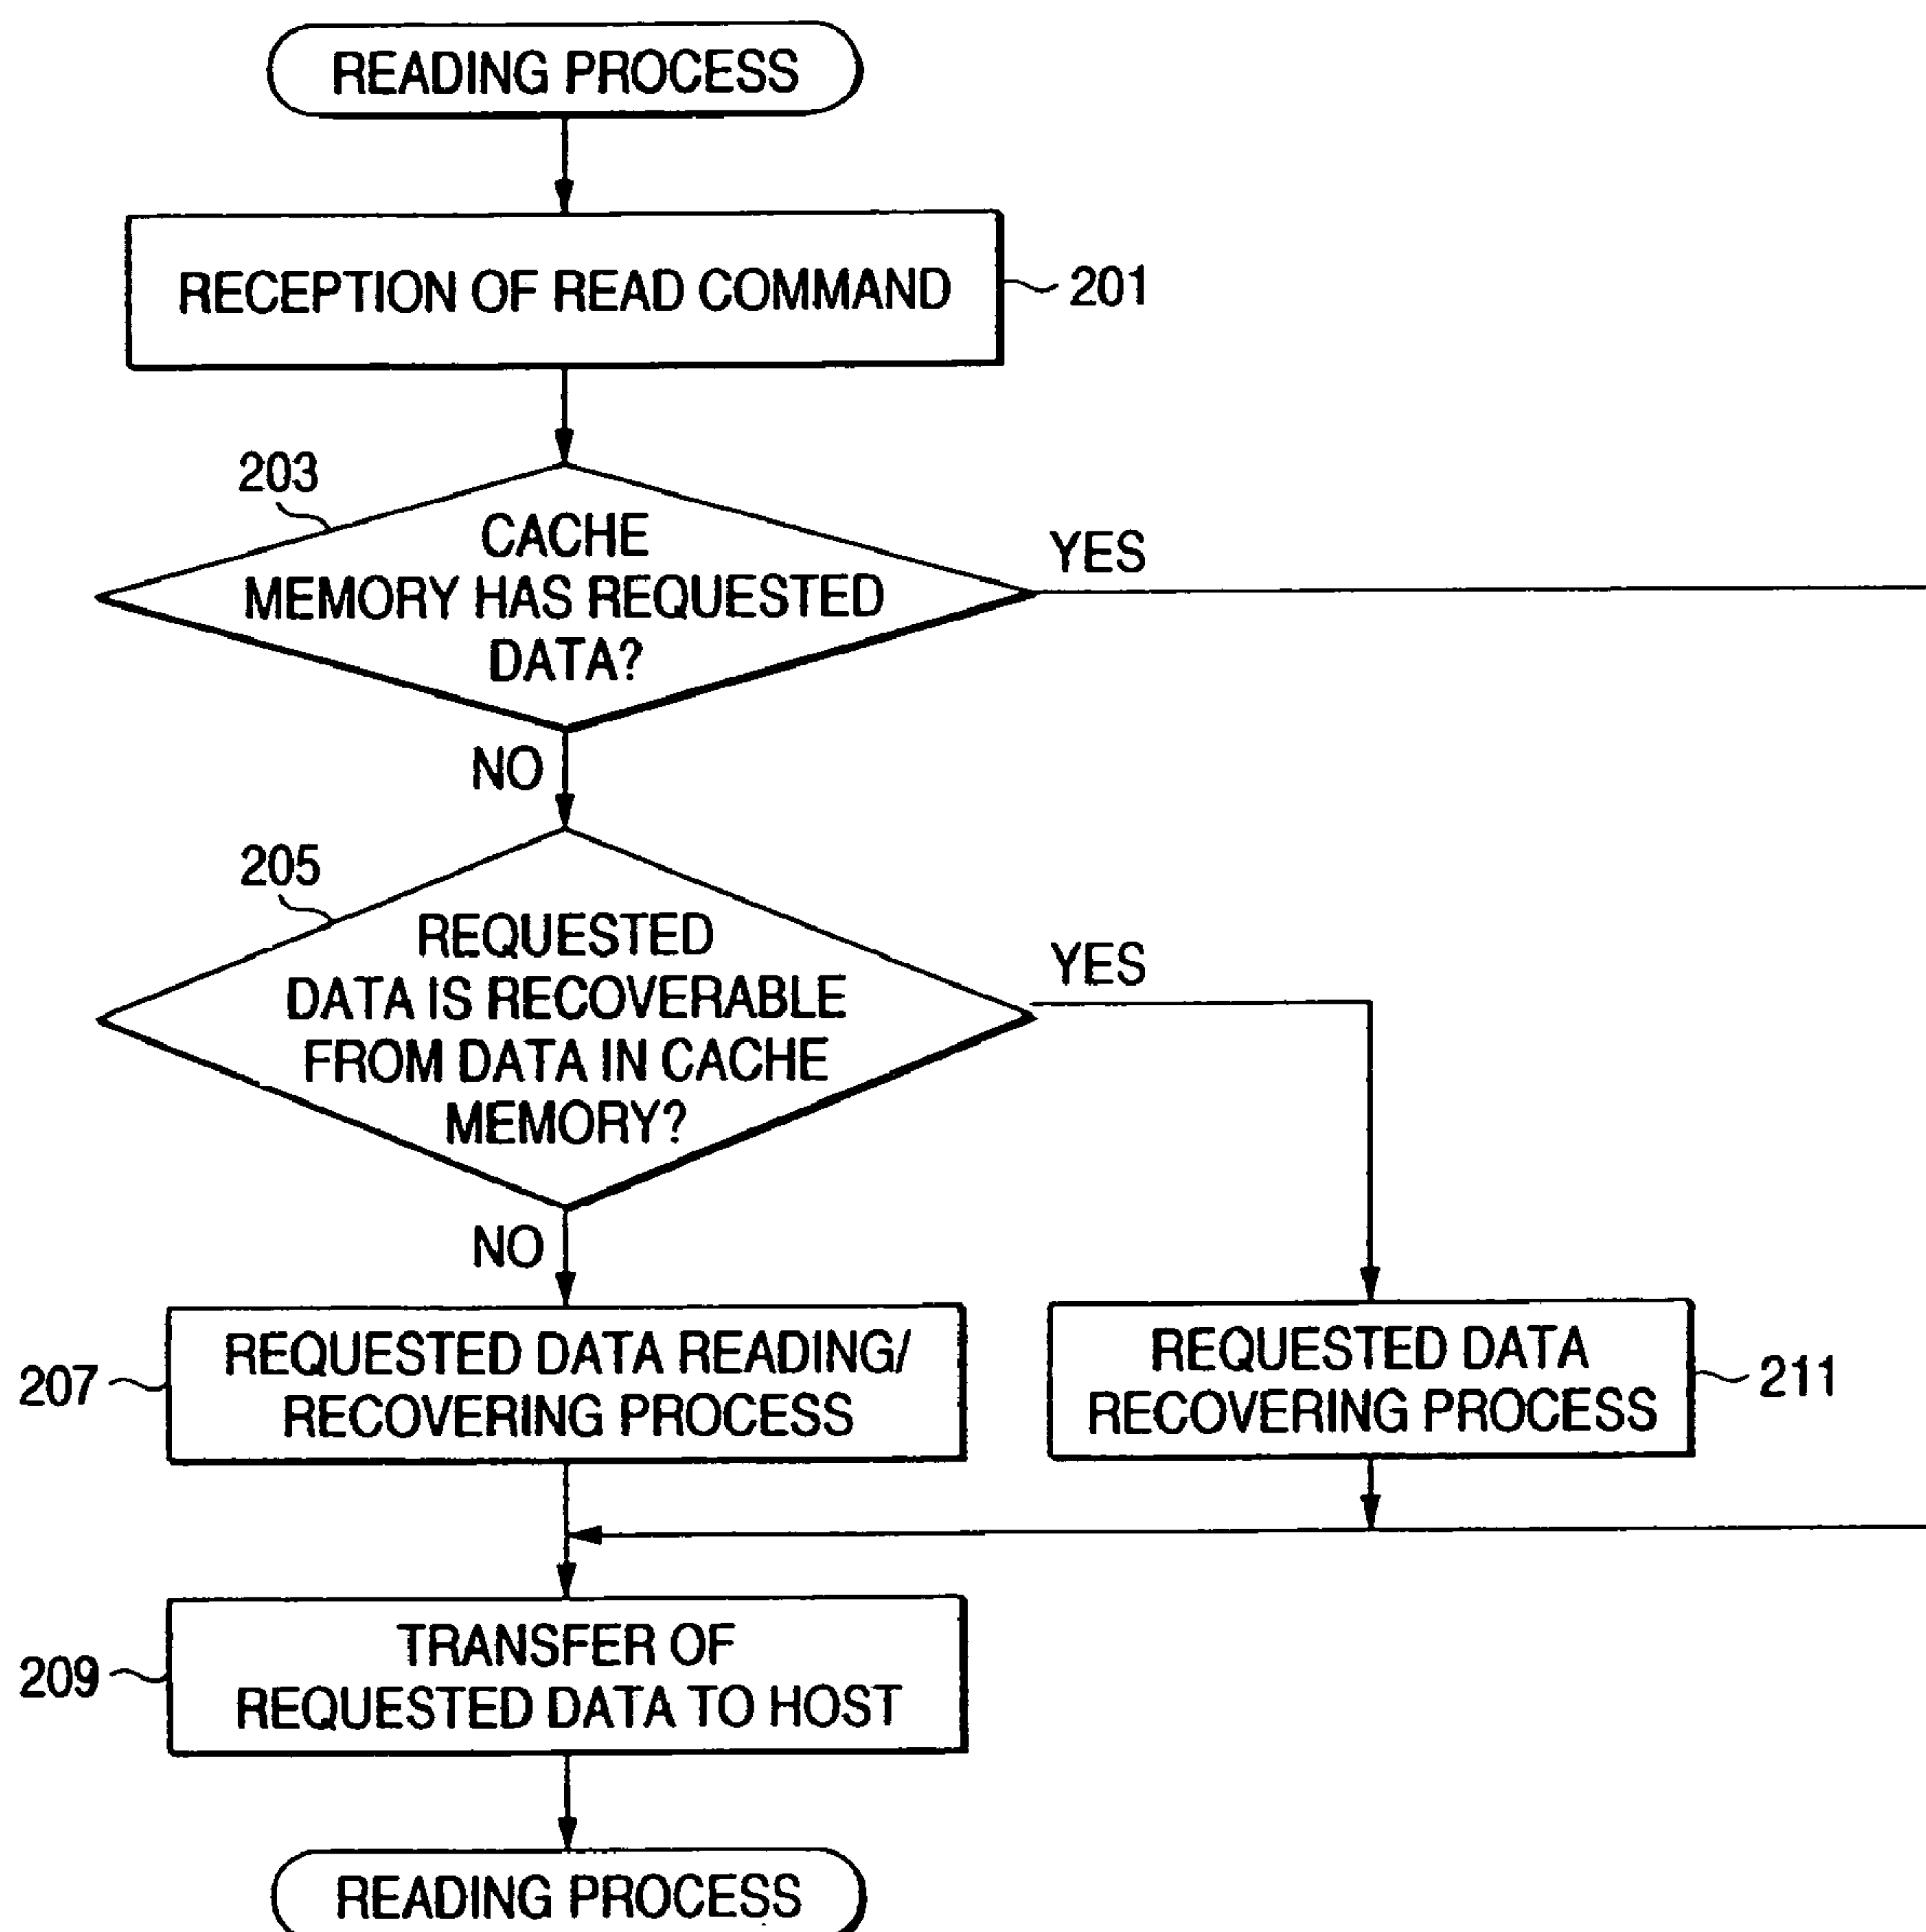 READING PROCESS
RECEPTION OF READ COMMAND
201
203
CACHE
MEMORY HAS REQUESTED
DATA?
YES
NO
205
REQUESTED
DATA IS RECOVERABLE
FROM DATA IN CACHE
MEMORY?
YES
NO
207
REQUESTED DATA READING/
RECOVERING PROCESS
REQUESTED DATA
RECOVERING PROCESS
211
209
TRANSFER OF
REQUESTED DATA TO HOST
READING PROCESS